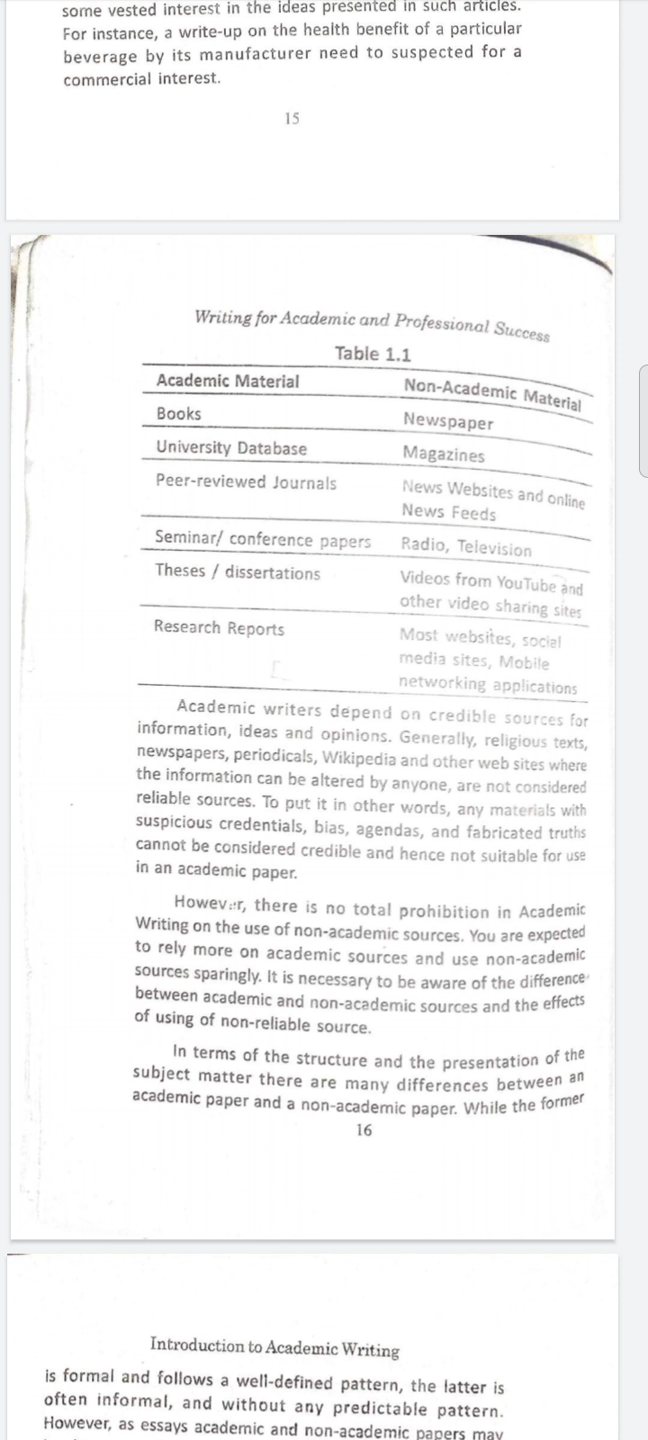 some vested interest in the ideas presented in such articles.
For instance, a write-up on the health benefit of a particular
beverage by its manufacturer need to suspected for a
commercial interest.
15
Writing for Academic and Professional Success
Table 1.1
Academic Material Non-Academic Material
Books Newspaper
University Database Magazines
Peer-reviewed Journals News Websites and online
News Feeds
Seminar/ conference papers Radio, Television
Theses / dissertations Videos from YouTube and
other video sharing sites
Research Reports Most websites, social
media sites, Mobile
networking applications
Academic writers depend on credible sources for
information, ideas and opinions. Generally, religious texts,
newspapers, periodicals, Wikipedia and other web sites where
the information can be altered by anyone, are not considered
reliable sources. To put it in other words, any materials with
suspicious credentials, bias, agendas, and fabricated truths
cannot be considered credible and hence not suitable for use
in an academic paper.
However, there is no total prohibition in Academic
Writing on the use of non-academic sources. You are expected
to rely more on academic sources and use non-academic
sources sparingly. It is necessary to be aware of the difference
between academic and non-academic sources and the effects
of using of non-reliable source.
In terms of the structure and the presentation of the
subject matter there are many differences between an
academic paper and a non-academic paper. While the former
16
Introduction to Academic Writing
is formal and follows a well-defined pattern, the latter is
often informal, and without any predictable pattern.
However, as essays academic and non-academic papers may